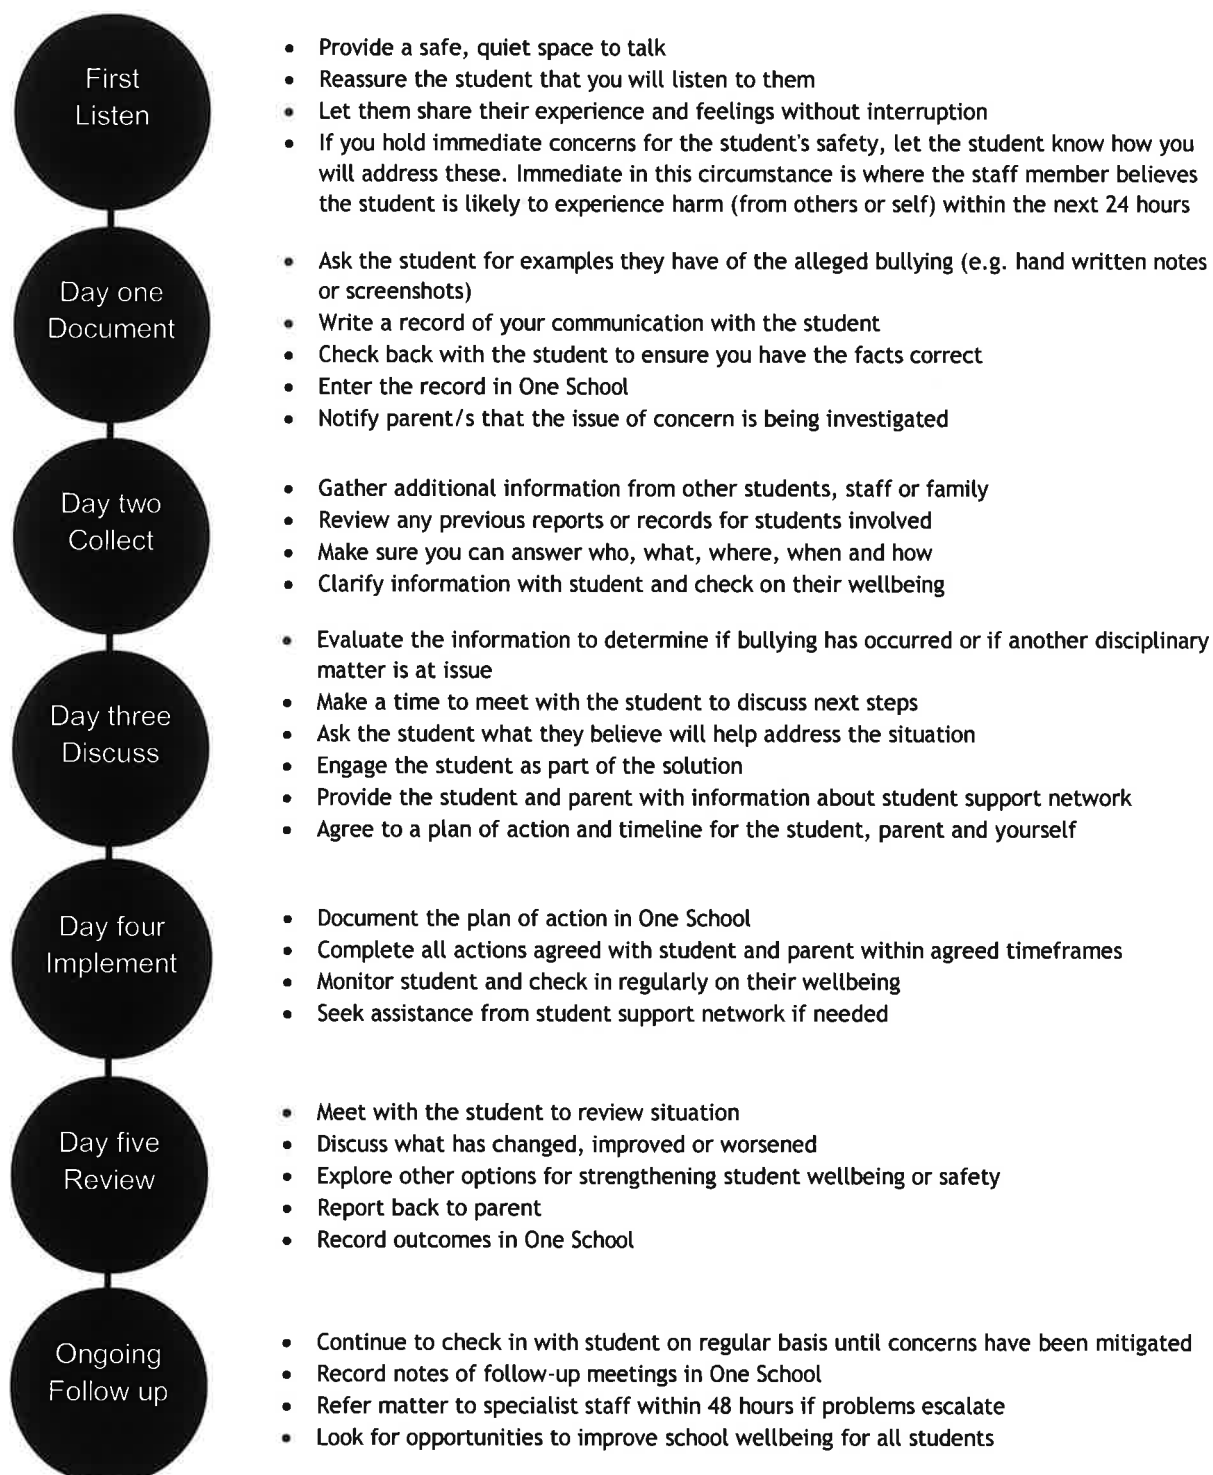 First
Listen
• Provide a safe, quiet space to talk
• Reassure the student that you will listen to them
• Let them share their experience and feelings without interruption
• If you hold immediate concerns for the student's safety, let the student know how you
will address these. Immediate in this circumstance is where the staff member believes
the student is likely to experience harm (from others or self) within the next 24 hours
Day one
Document
• Ask the student for examples they have of the alleged bullying (e.g. hand written notes
or screenshots)
• Write a record of your communication with the student
• Check back with the student to ensure you have the facts correct
• Enter the record in One School
• Notify parent/s that the issue of concern is being investigated
Day two
Collect
• Gather additional information from other students, staff or family
• Review any previous reports or records for students involved
• Make sure you can answer who, what, where, when and how
• Clarify information with student and check on their wellbeing
Day three
Discuss
• Evaluate the information to determine if bullying has occurred or if another disciplinary
matter is at issue
• Make a time to meet with the student to discuss next steps
• Ask the student what they believe will help address the situation
• Engage the student as part of the solution
• Provide the student and parent with information about student support network
• Agree to a plan of action and timeline for the student, parent and yourself
Day four
Implement
• Document the plan of action in One School
• Complete all actions agreed with student and parent within agreed timeframes
• Monitor student and check in regularly on their wellbeing
• Seek assistance from student support network if needed
Day five
Review
• Meet with the student to review situation
• Discuss what has changed, improved or worsened
• Explore other options for strengthening student wellbeing or safety
• Report back to parent
• Record outcomes in One School
Ongoing
Follow up
• Continue to check in with student on regular basis until concerns have been mitigated
• Record notes of follow-up meetings in One School
• Refer matter to specialist staff within 48 hours if problems escalate
• Look for opportunities to improve school wellbeing for all students